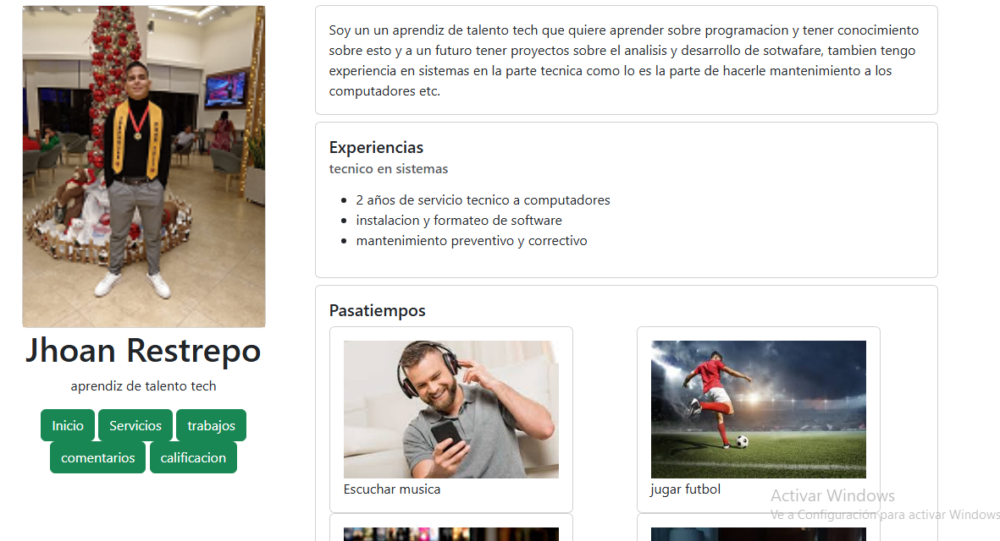 Jhoan Restrepo
aprendiz de talento tech
Inicio
Servicios
trabajos
comentarios
calificacion
Soy un un aprendiz de talento tech que quiere aprender sobre programacion y tener conocimiento
sobre esto y a un futuro tener proyectos sobre el analisis y desarrollo de sotwafare, tambien tengo
experiencia en sistemas en la parte tecnica como lo es la parte de hacerle mantenimiento a los
computadores etc.
Experiencias
tecnico en sistemas
2 años de servicio tecnico a computadores
instalacion y formateo de software
mantenimiento preventivo y correctivo
Pasatiempos
Escuchar musica
jugar futbol
Activar Windows
Ve a Configuración para activar Windows